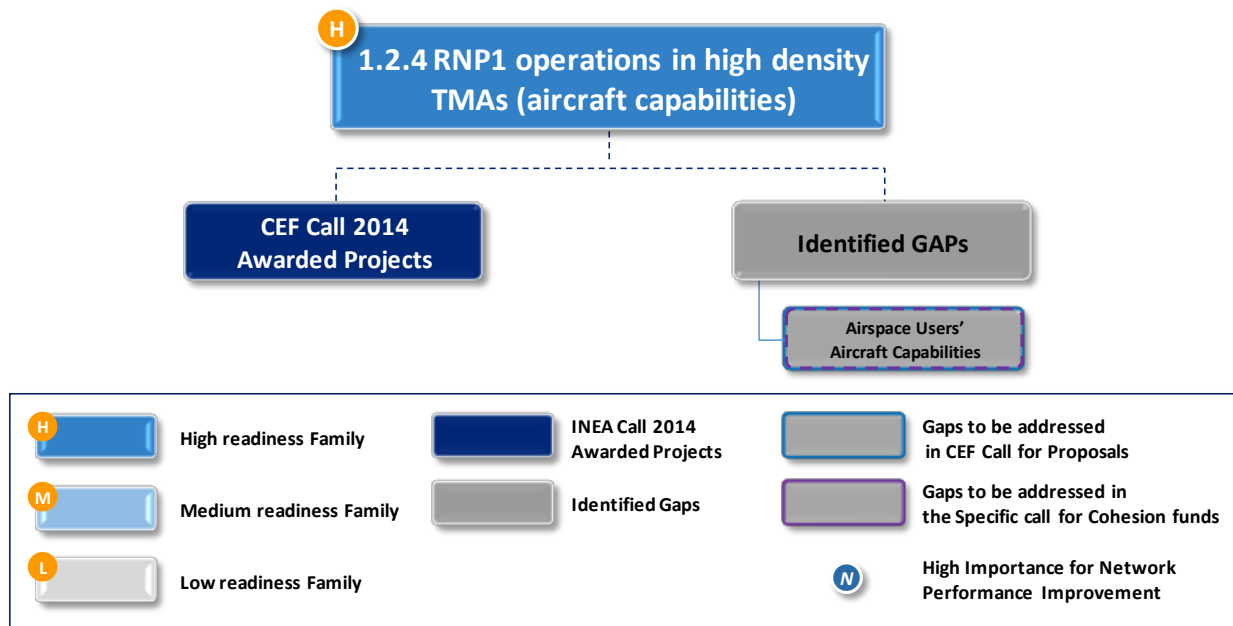 H
1.2.4 RNP1 operations in high density
TMAs (aircraft capabilities)
CEF Call 2014
Awarded Projects
Identified GAPs
Airspace Users’
Aircraft Capabilities
H
High readiness Family
INEA Call 2014
Awarded Projects
Gaps to be addressed
in CEF Call for Proposals
M
Medium readiness Family
Identified Gaps
Gaps to be addressed in
the Specific call for Cohesion funds
L
Low readiness Family
N
High Importance for Network
Performance Improvement